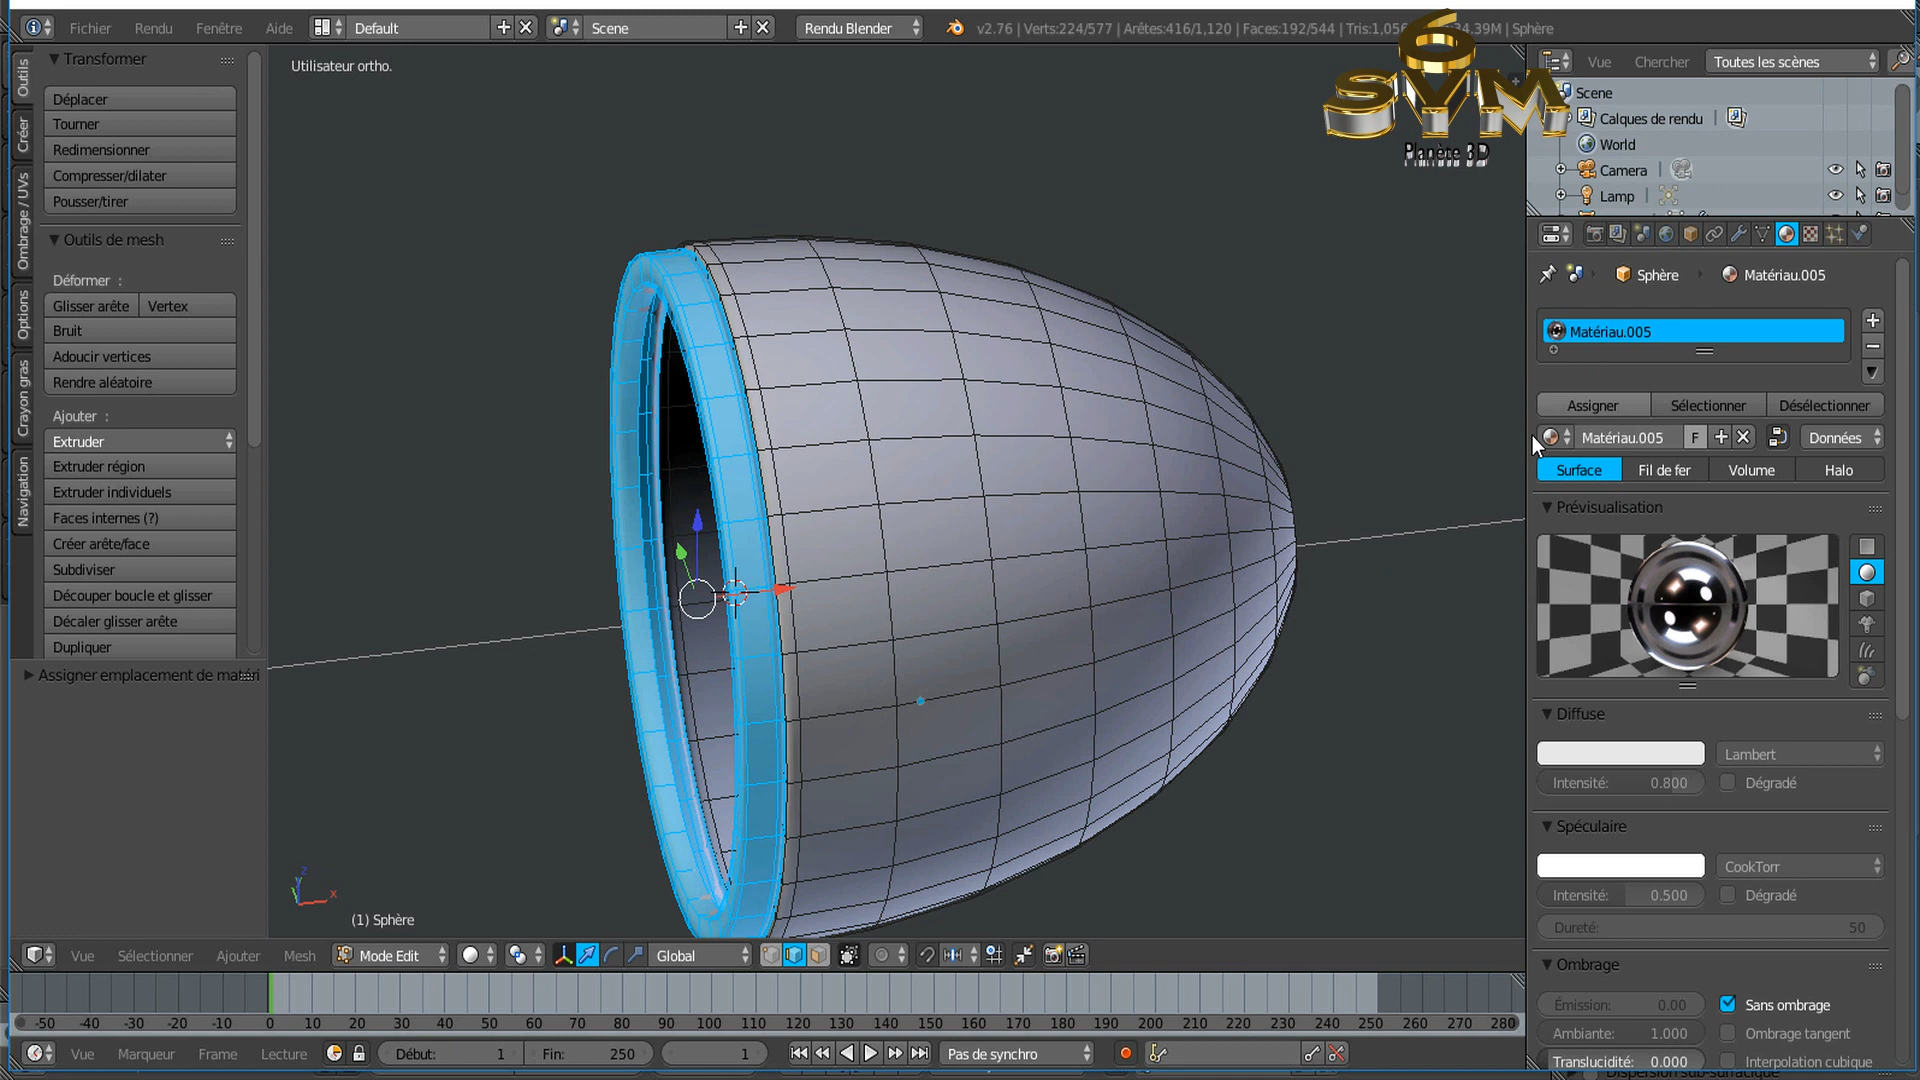 Fichier Rendu Fenêtre Aide Default Scene Rendu Blender v2.76 | Verts:224/577 | Arêtes:416/1,120 | Faces:192/544 | Tris:1,056 34.39M | Sphère
6
SYM
Planète 3D
Outils
Créer
Ombrage / UVs
Options
Crayon gras
Navigation
Transformer
Déplacer
Tourner
Redimensionner
Compresser/dilater
Pousser/tirer
Outils de mesh
Déformer :
Glisser arête Vertex
Bruit
Adoucir vertices
Rendre aléatoire
Ajouter :
Extruder
Extruder région
Extruder individuels
Faces internes (?)
Créer arête/face
Subdiviser
Découper boucle et glisser
Décaler glisser arête
Dupliquer
Assigner emplacement de matéri
Utilisateur ortho.
z
x
(1) Sphère
Vue Sélectionner Ajouter Mesh Mode Edit Global
-50 -40 -30 -20 -10 0 10 20 30 40 50 60 70 80 90 100 110 120 130 140 150 160 170 180 190 200 210 220 230 240 250 260 270 280
Vue Marqueur Frame Lecture Début: 1 Fin: 250 1 Pas de synchro
Vue Chercher Toutes les scènes
Scene
Calques de rendu |
World
Camera |
Lamp |
Sphère Matériau.005
Matériau.005
Assigner Sélectionner Désélectionner
Matériau.005 F Données
Surface Fil de fer Volume Halo
Prévisualisation
Diffuse
Lambert
Intensité: 0.800 Dégradé
Spéculaire
CookTorr
Intensité: 0.500 Dégradé
Dureté: 50
Ombrage
Émission: 0.00 Sans ombrage
Ambiante: 1.000 Ombrage tangent
Translucidité: 0.000 Interpolation cubique